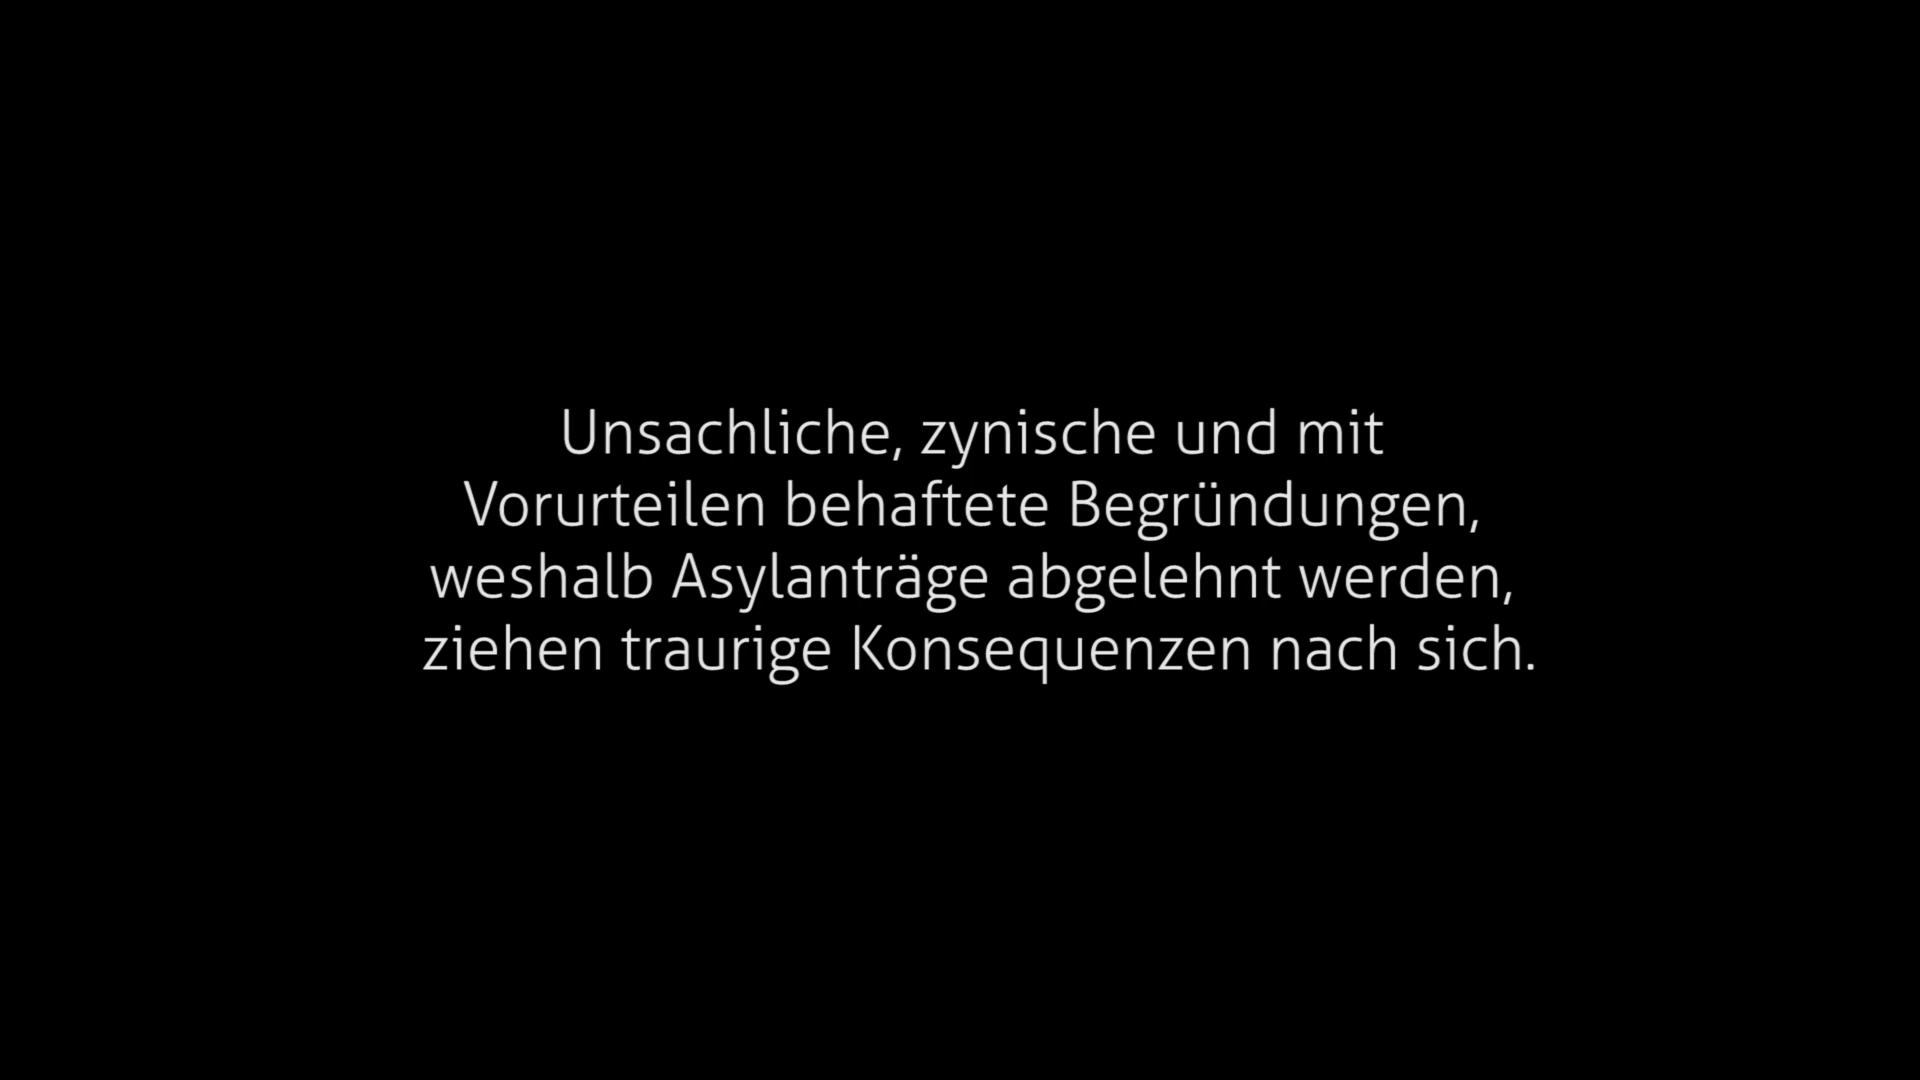 Unsachliche, zynische und mit
Vorurteilen behaftete Begründungen,
weshalb Asylanträge abgelehnt werden,
ziehen traurige Konsequenzen nach sich.